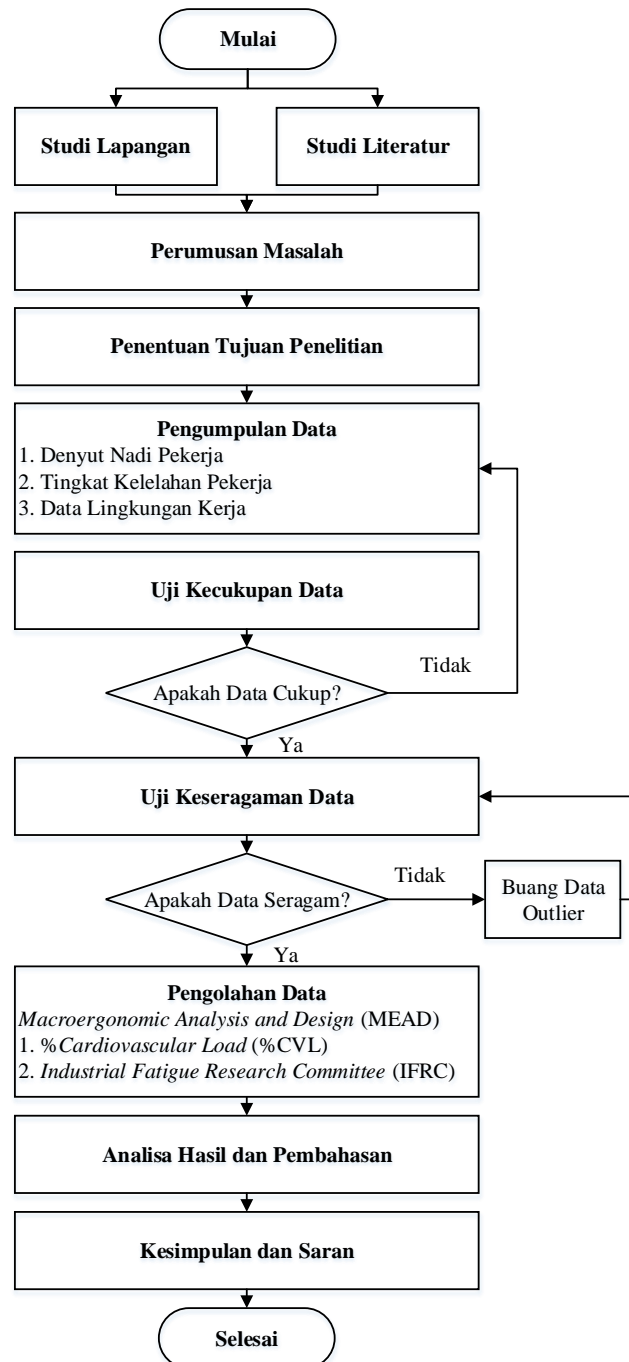 Mulai
Studi Lapangan
Studi Literatur
Perumusan Masalah
Penentuan Tujuan Penelitian
Pengumpulan Data
1. Denyut Nadi Pekerja
2. Tingkat Kelelahan Pekerja
3. Data Lingkungan Kerja
Uji Kecukupan Data
Tidak
Apakah Data Cukup?
Ya
Uji Keseragaman Data
Tidak
Apakah Data Seragam?
Buang Data
Outlier
Ya
Pengolahan Data
Macroergonomic Analysis and Design (MEAD)
1. %Cardiovascular Load (%CVL)
2. Industrial Fatigue Research Committee (IFRC)
Analisa Hasil dan Pembahasan
Kesimpulan dan Saran
Selesai